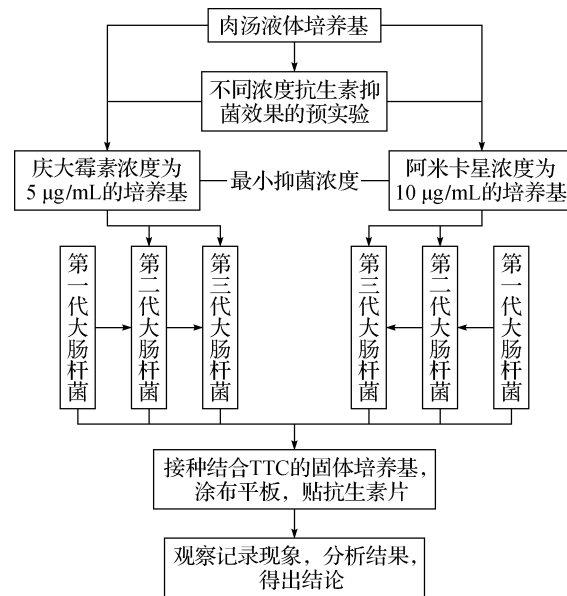 肉汤液体培养基
不同浓度抗生素抑
菌效果的预实验
庆大霉素浓度为
5 μg/mL的培养基
最小抑菌浓度
阿米卡星浓度为
10 μg/mL的培养基
第一代大肠杆菌
第二代大肠杆菌
第三代大肠杆菌
第三代大肠杆菌
第二代大肠杆菌
第一代大肠杆菌
接种结合TTC的固体培养基，
涂布平板，贴抗生素片
观察记录现象，分析结果，
得出结论